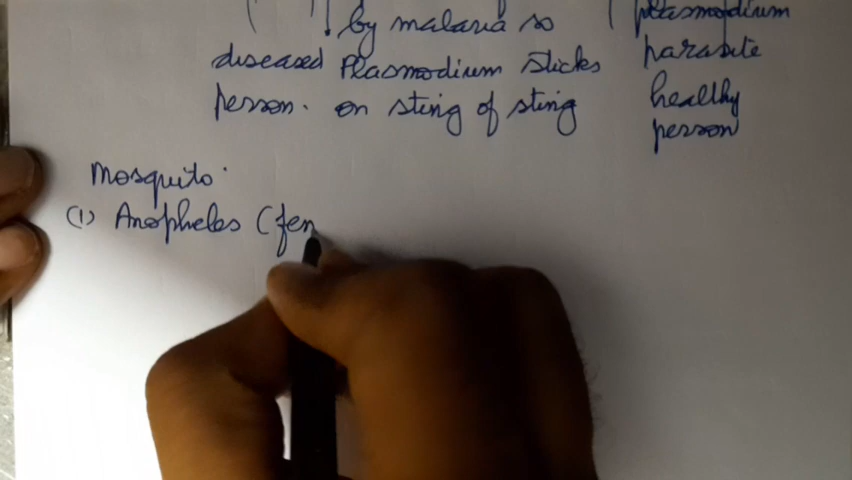 by malaria so
plasmodium
diseased Plasmodium sticks
parasite
person. on sting of sting
healthy
person
Mosquito.
(1) Anopheles (fem